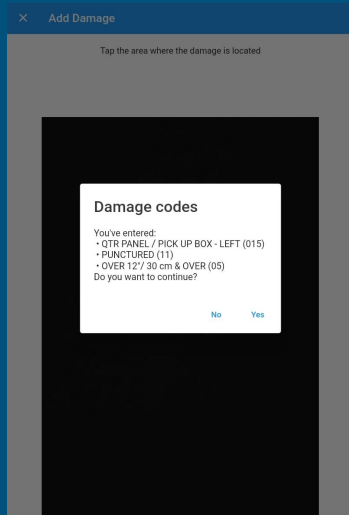 × Add Damage
Tap the area where the damage is located
Damage codes
You've entered:
• QTR PANEL / PICK UP BOX - LEFT (015)
• PUNCTURED (11)
• OVER 12"/ 30 cm & OVER (05)
Do you want to continue?
No Yes